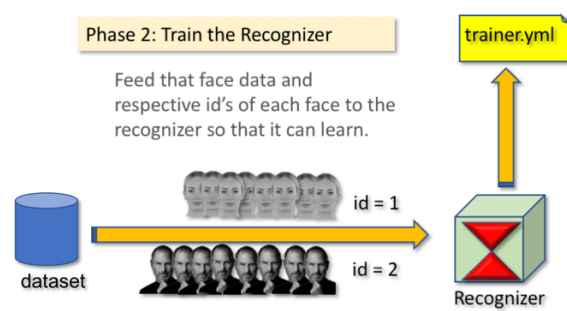 Phase 2: Train the Recognizer
trainer.yml
Feed that face data and
respective id's of each face to the
recognizer so that it can learn.
id = 1
id = 2
dataset
Recognizer